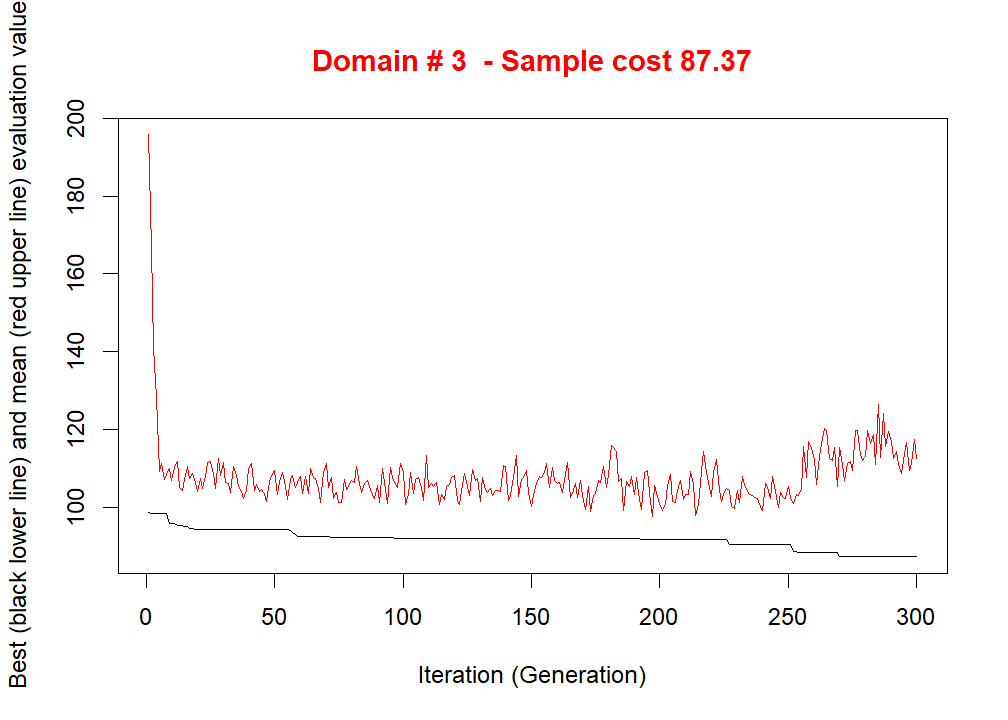 Domain # 3  - Sample cost 87.37
Best (black lower line) and mean (red upper line) evaluation value
200
180
160
140
120
100
0 50 100 150 200 250 300
Iteration (Generation)